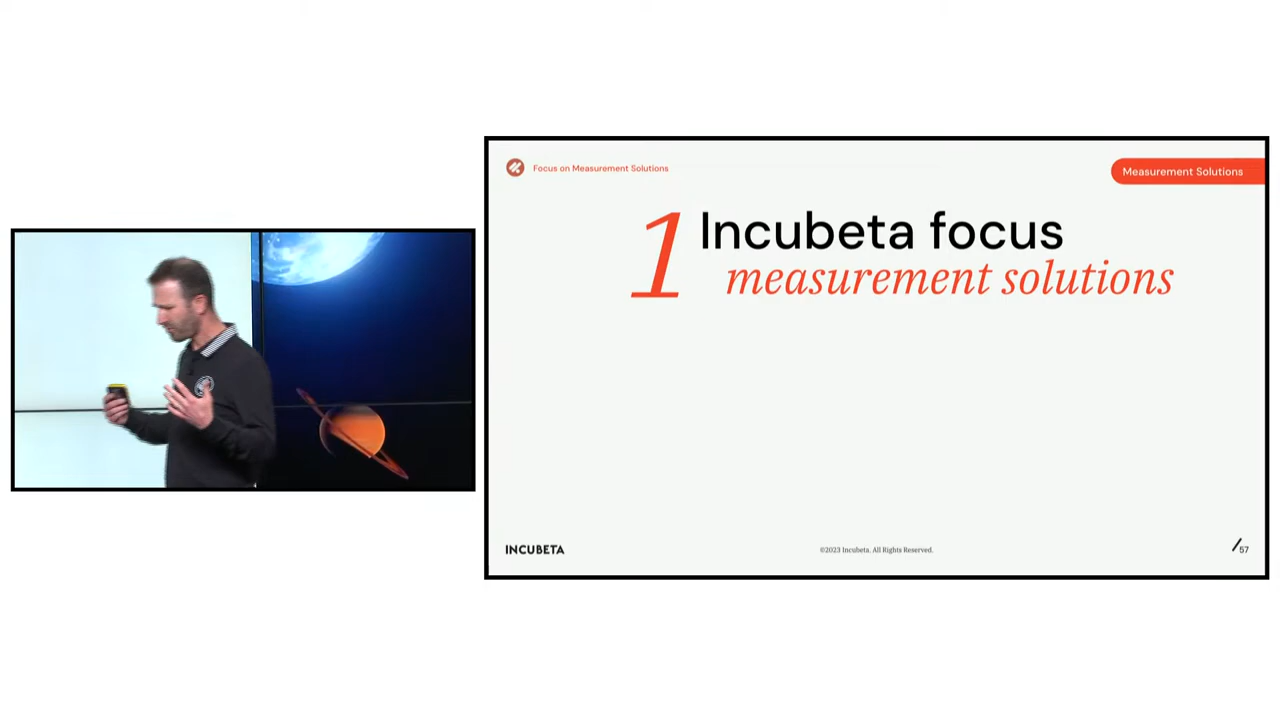 Focus on Measurement Solutions
Measurement Solutions
1 Incubeta focus
measurement solutions
INCUBETA
©2023 Incubeta. All Rights Reserved.
57